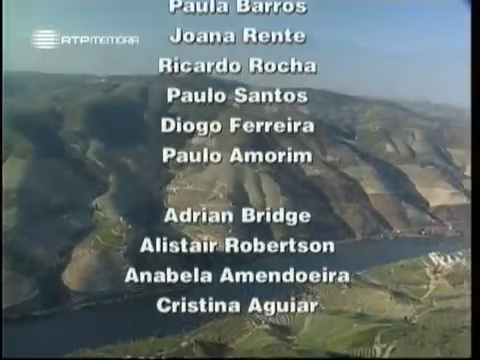 Paula Barros
RTP MEMÓRIA
Joana Rente
Ricardo Rocha
Paulo Santos
Diogo Ferreira
Paulo Amorim
Adrian Bridge
Alistair Robertson
Anabela Amendoeira
Cristina Aguiar